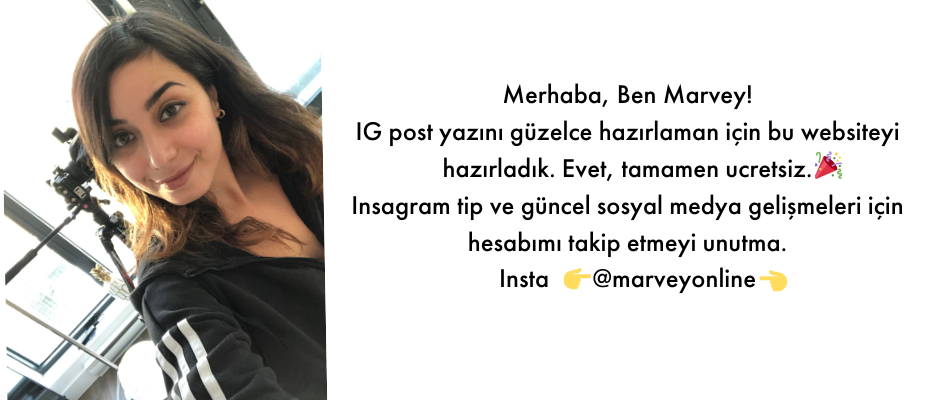 Merhaba, Ben Marvey!
IG post yazını güzelce hazırlaman için bu websiteyi
hazırladık. Evet, tamamen ucretsiz.🎉
Insagram tip ve güncel sosyal medya gelişmeleri için
hesabımı takip etmeyi unutma.
Insta 👉@marveyonline👈